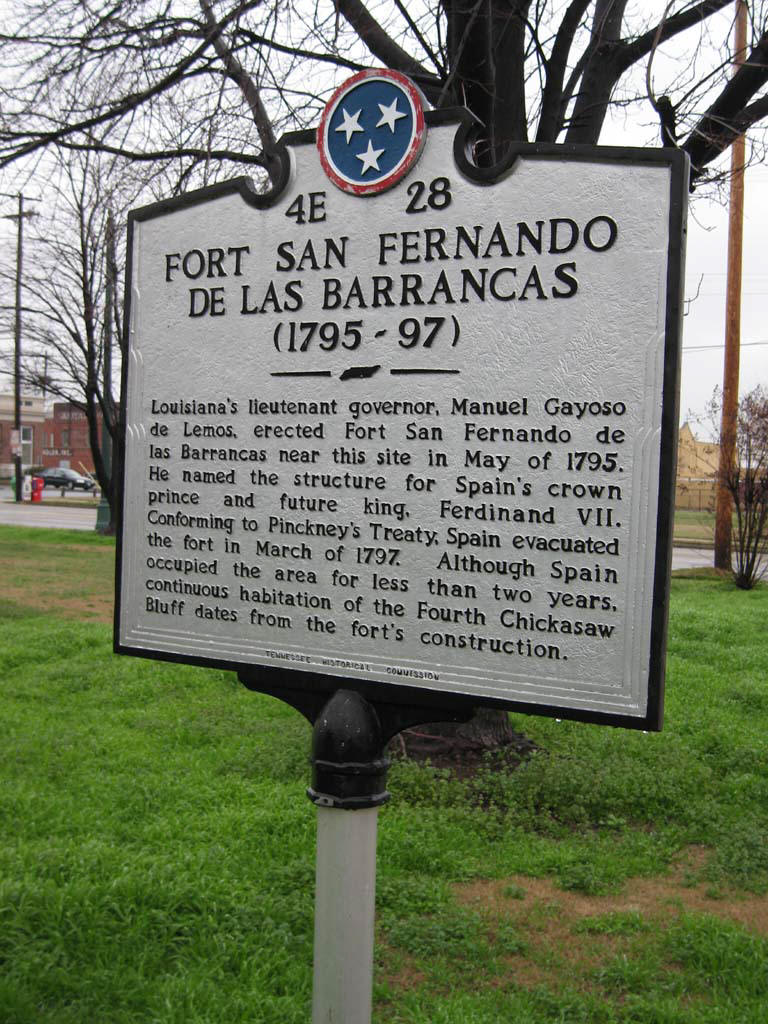 4E 28
FORT SAN FERNANDO
DE LAS BARRANCAS
(1795-97)
Louisiana's lieutenant governor, Manuel Gayoso
de Lemos, erected Fort San Fernando de
las Barrancas near this site in May of 1795.
He named the structure for Spain's crown
prince and future king, Ferdinand VII.
Conforming to Pinckney's Treaty, Spain evacuated
the fort in March of 1797. Although Spain
occupied the area for less than two years,
continuous habitation of the Fourth Chickasaw
Bluff dates from the fort's construction.
TENNESSEE HISTORICAL COMMISSION